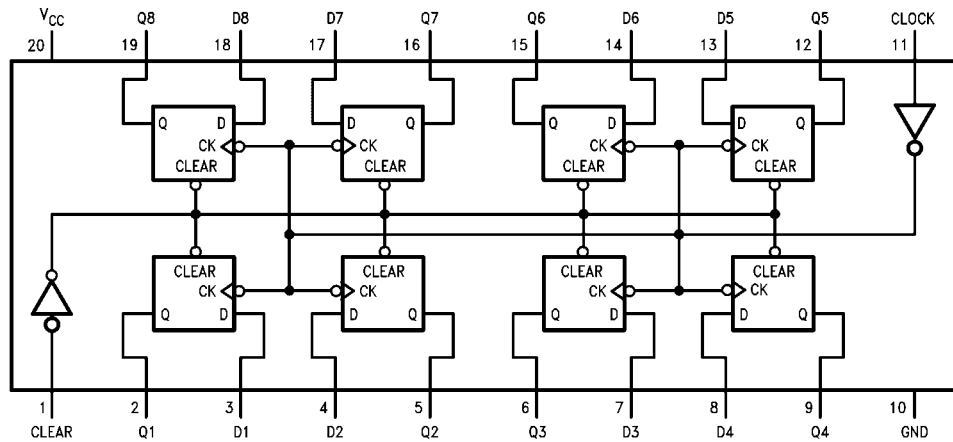 VCC Q8 D8 D7 Q7 Q6 D6 D5 Q5 CLOCK
20 19 18 17 16 15 14 13 12 11
Q D D Q Q D D Q
CK CK CK CK
CLEAR CLEAR CLEAR CLEAR
CLEAR CLEAR CLEAR CLEAR
CK CK CK CK
Q D D Q Q D D Q
1 2 3 4 5 6 7 8 9 10
CLEAR Q1 D1 D2 Q2 Q3 D3 D4 Q4 GND